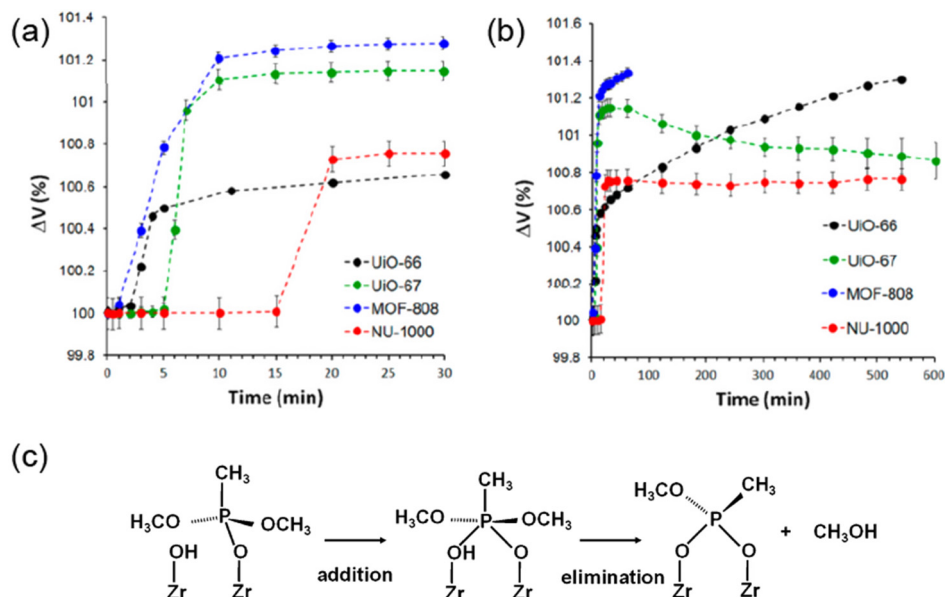 (a)
101.4
101.2
101
100.8
100.6
100.4
100.2
100
99.8
ΔV (%)
UiO-66
UiO-67
MOF-808
NU-1000
0 5 10 15 20 25 30
Time (min)
(b)
101.4
101.2
101
100.8
100.6
100.4
100.2
100
99.8
ΔV (%)
UiO-66
UiO-67
MOF-808
NU-1000
0 100 200 300 400 500 600
Time (min)
(c)
CH₃
H₃CO P OCH₃
OH O
Zr Zr
addition
CH₃
H₃CO P OCH₃
OH O
Zr Zr
elimination
H₃CO CH₃
P
O O
Zr Zr
+ CH₃OH